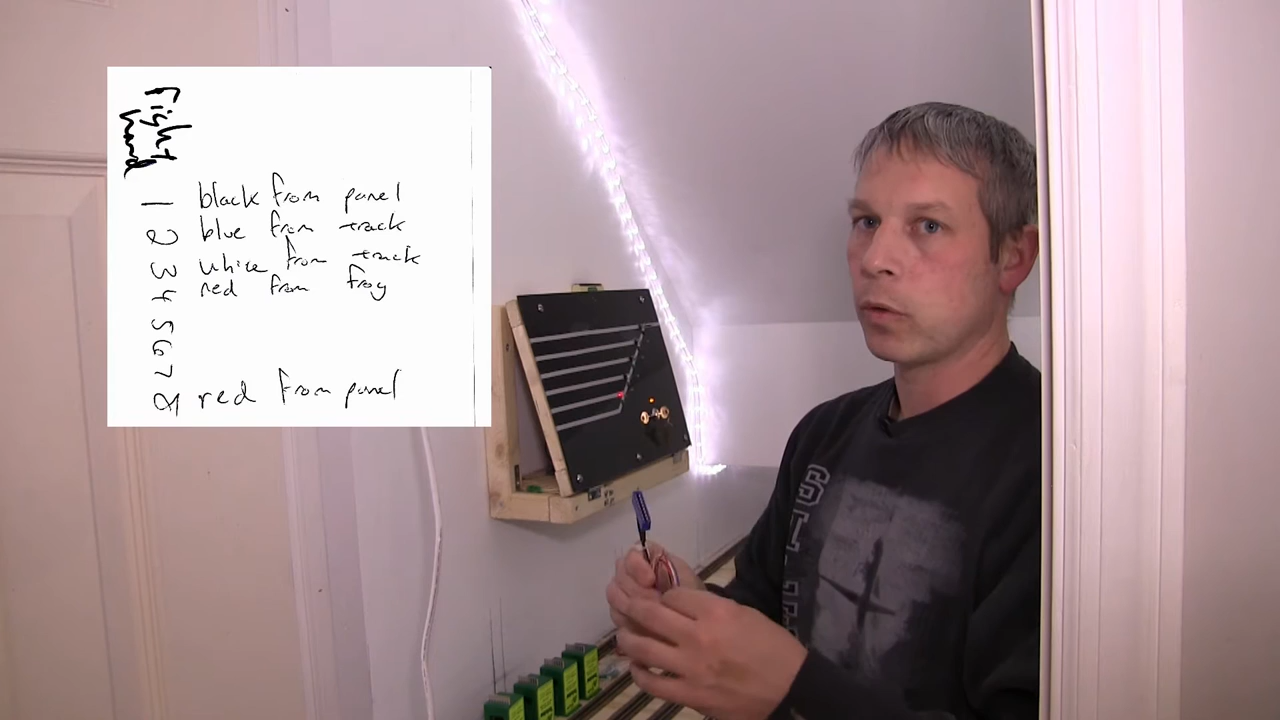 right
hand
1 black from panel
2 blue from track
3 white from track
4 red from frog
5
6
7
8 red from panel